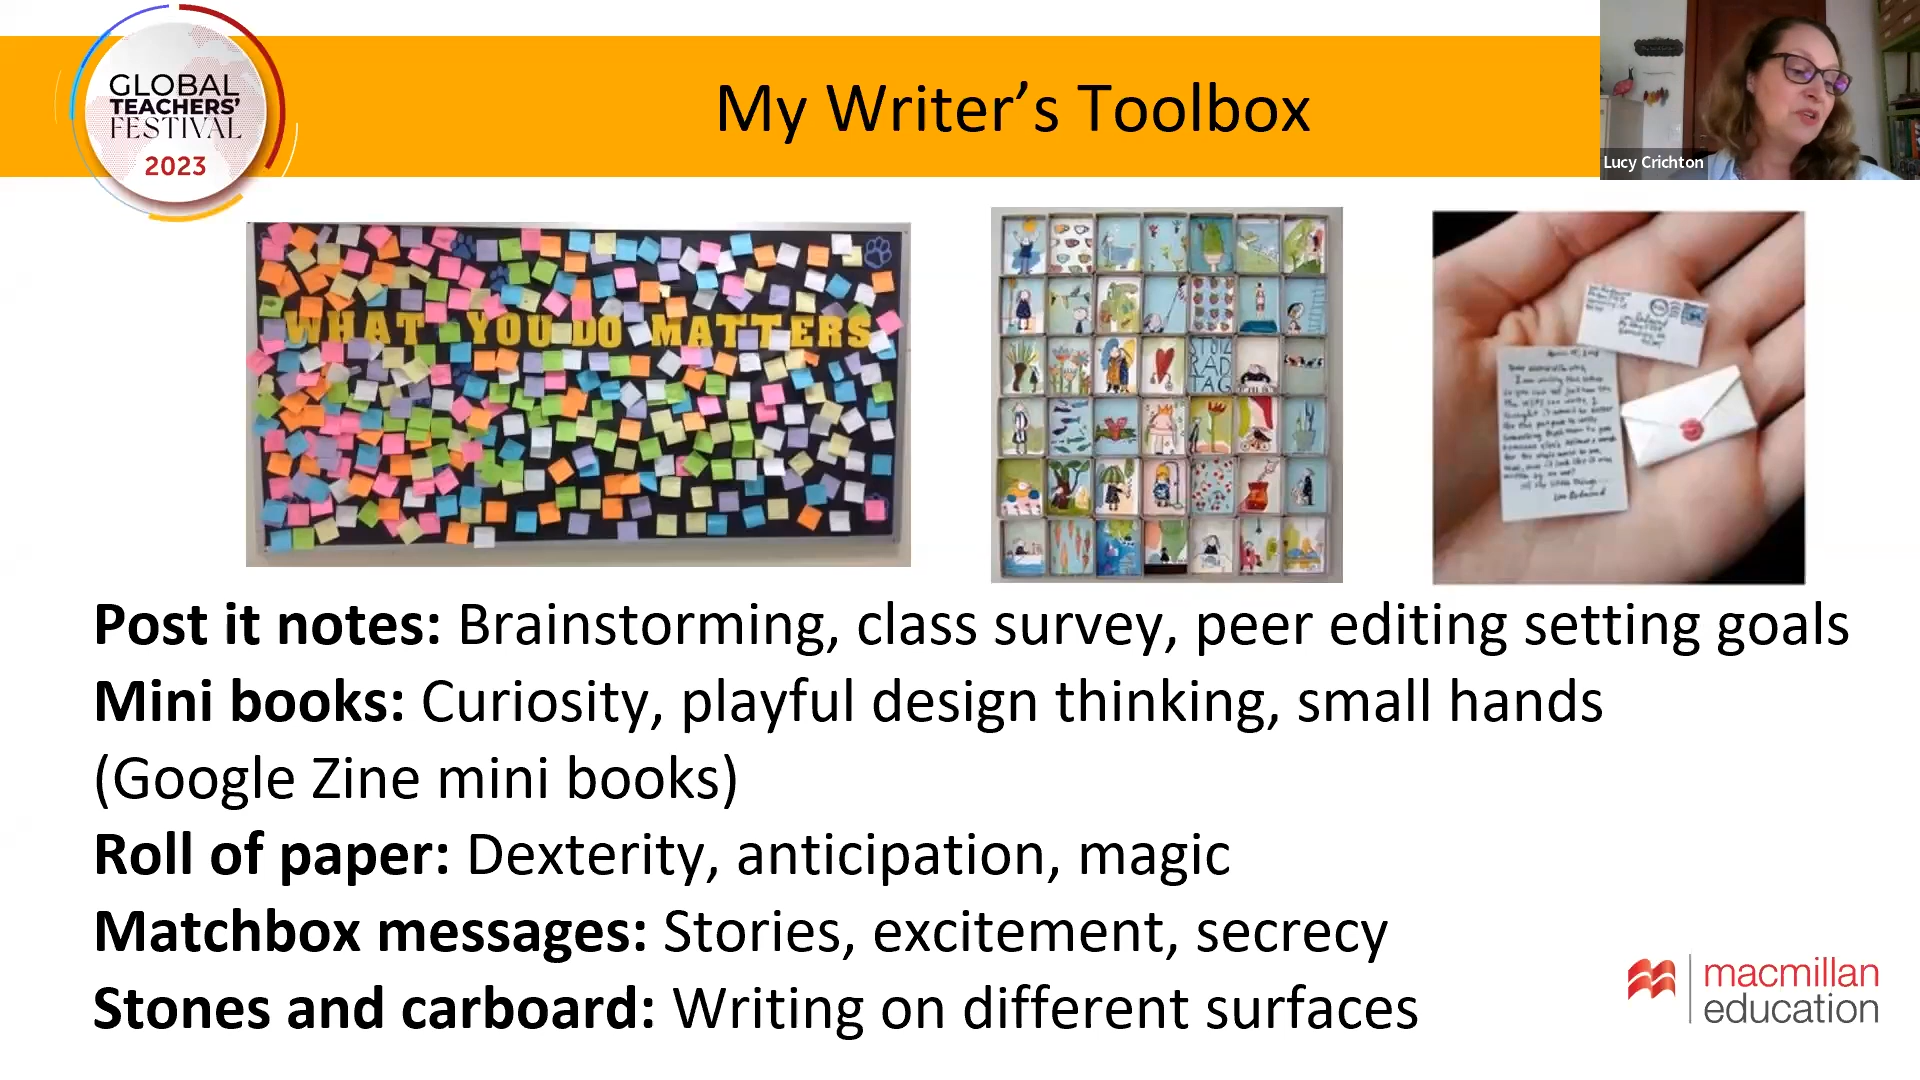 GLOBAL
TEACHERS'
FESTIVAL
2023
My Writer's Toolbox
Lucy Crichton
WHAT YOU DO MATTERS
Post it notes: Brainstorming, class survey, peer editing setting goals
Mini books: Curiosity, playful design thinking, small hands
(Google Zine mini books)
Roll of paper: Dexterity, anticipation, magic
Matchbox messages: Stories, excitement, secrecy
Stones and carboard: Writing on different surfaces
macmillan
education